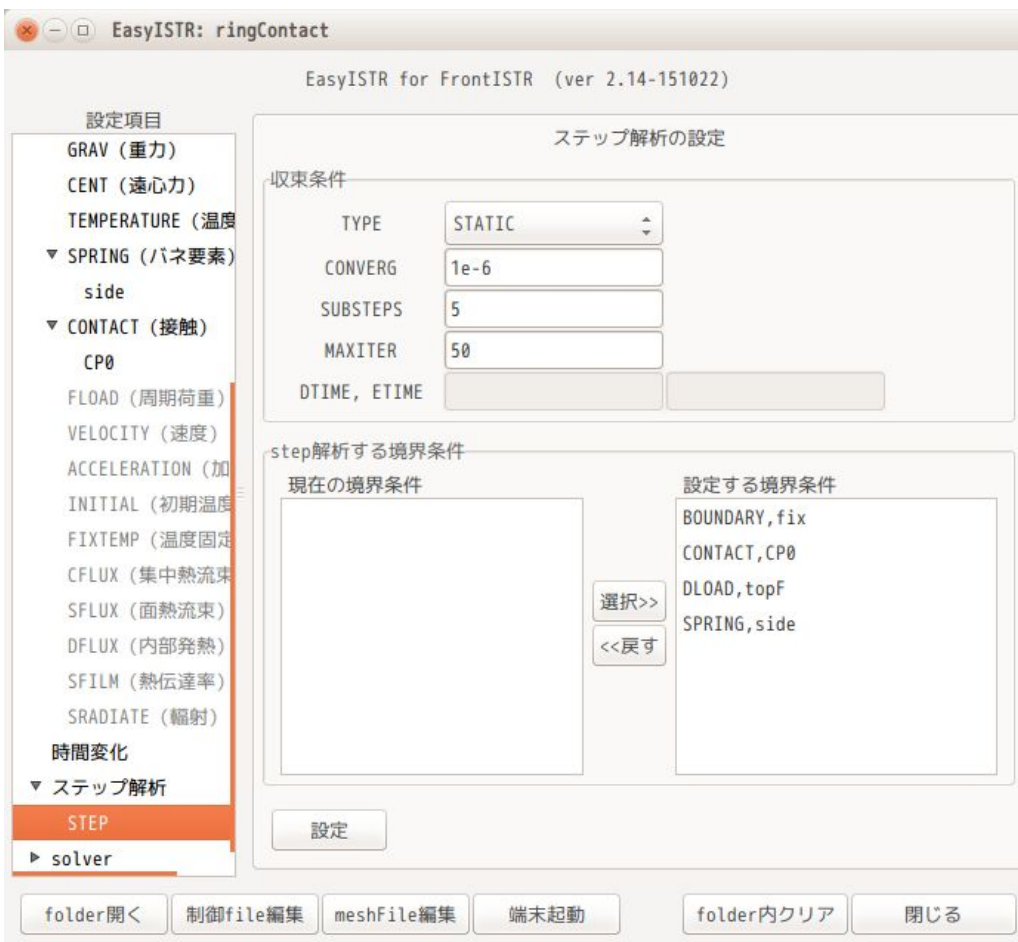 EasyISTR: ringContact
EasyISTR for FrontISTR (ver 2.14-151022)
設定項目
GRAV (重力)
CENT (遠心力)
TEMPERATURE (温度
SPRING (バネ要素)
side
CONTACT (接触)
CP0
FLOAD (周期荷重)
VELOCITY (速度)
ACCELERATION (加
INITIAL (初期温度
FIXTEMP (温度固定
CFLUX (集中熱流束
SFLUX (面熱流束)
DFLUX (内部発熱)
SFILM (熱伝達率)
SRADIATE (輻射)
時間変化
ステップ解析
STEP
solver
ステップ解析の設定
収束条件
TYPE STATIC
CONVERG 1e-6
SUBSTEPS 5
MAXITER 50
DTIME, ETIME
step解析する境界条件
現在の境界条件
設定する境界条件
BOUNDARY,fix
CONTACT,CP0
DLOAD,topF
SPRING,side
選択>>
<<戻す
設定
folder開く 制御file編集 meshFile編集 端末起動 folder内クリア 閉じる